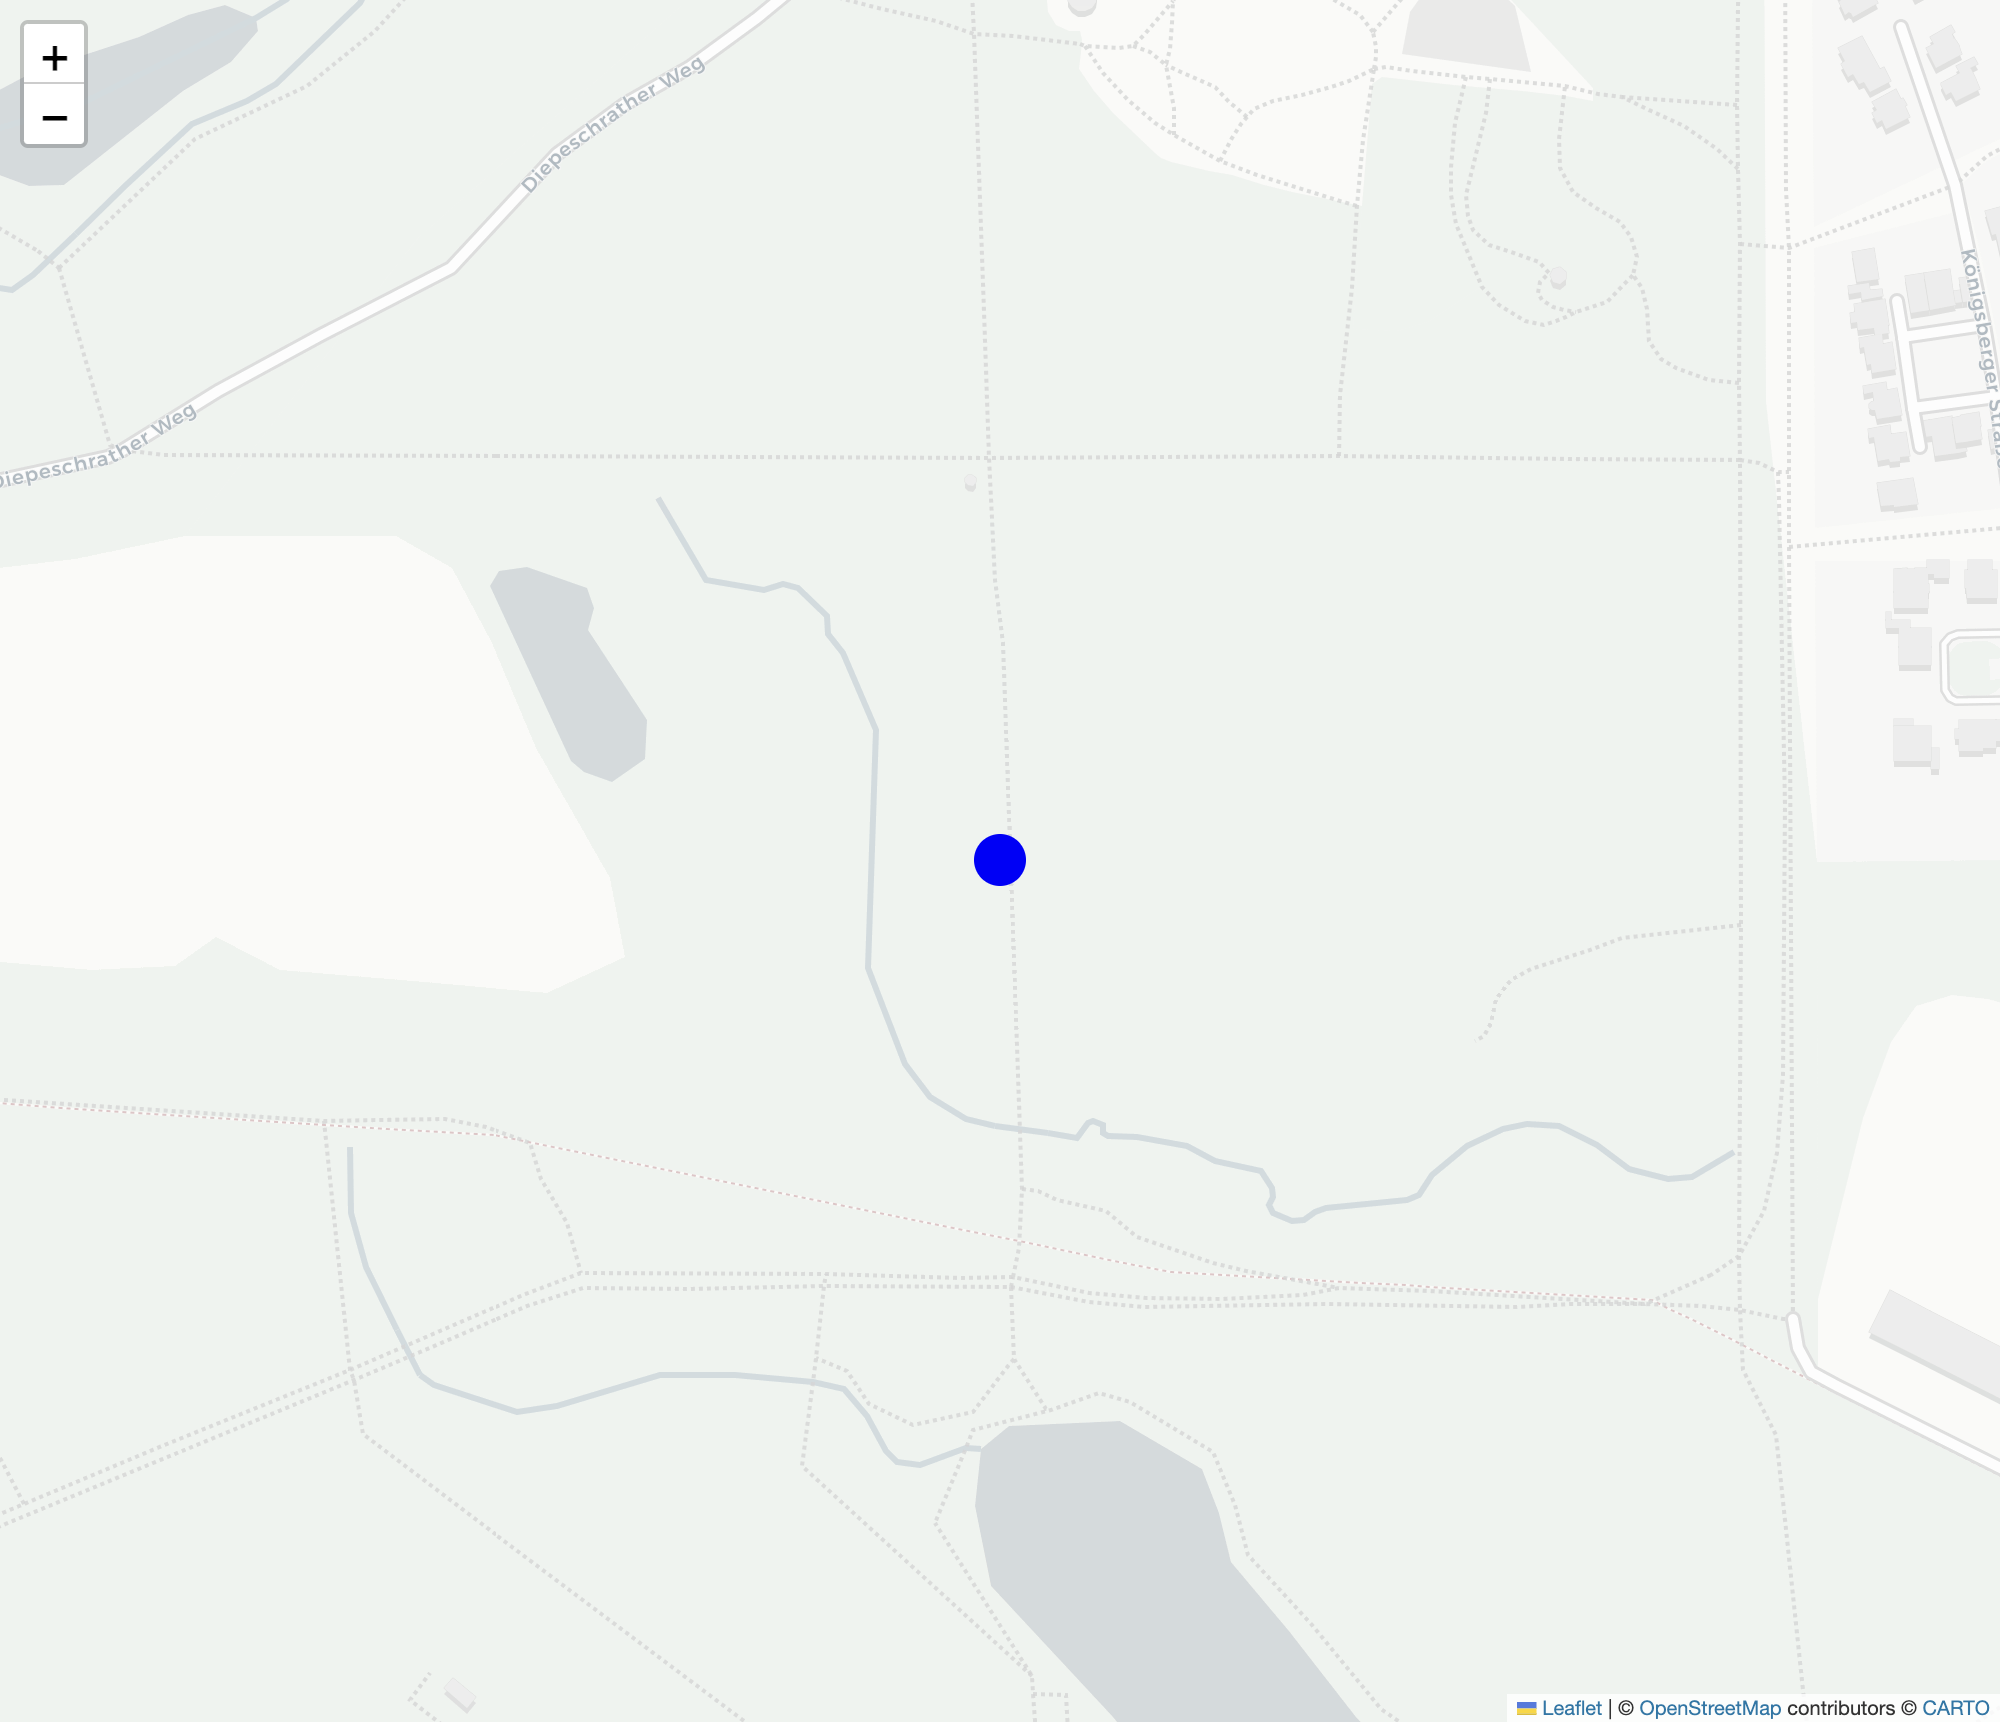 +
−
Diepeschrather Weg
Diepeschrather Weg
Königsberger Straße
Leaflet | © OpenStreetMap contributors © CARTO